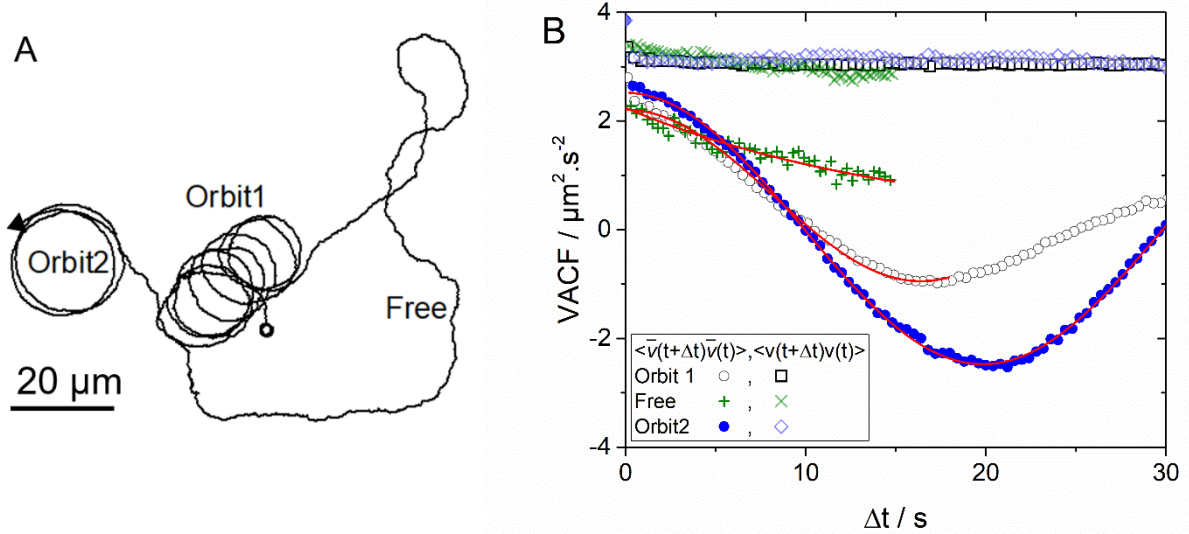 A
Orbit1
Orbit2
Free
20 μm
B
VACF / μm².s⁻²
4
2
0
-2
-4
<v̅(t+Δt)v̅(t)>,<v(t+Δt)v(t)>
Orbit 1 ,
Free ,
Orbit2 ,
0 10 20 30
Δt / s